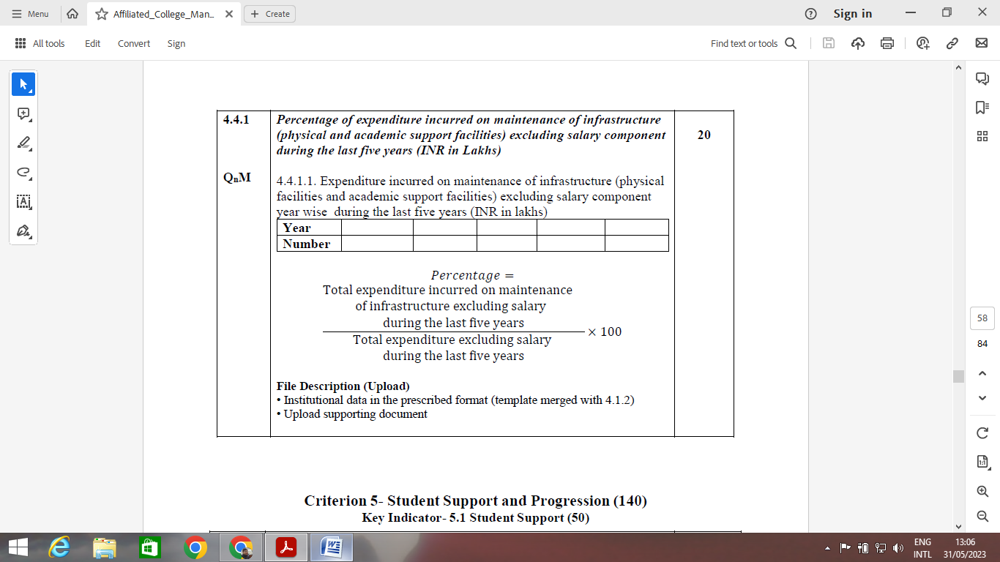 Menu
Affiliated_College_Man...
Create
Sign in
All tools
Edit
Convert
Sign
Find text or tools
4.4.1
Percentage of expenditure incurred on maintenance of infrastructure
(physical and academic support facilities) excluding salary component
during the last five years (INR in Lakhs)
20
QnM
4.4.1.1. Expenditure incurred on maintenance of infrastructure (physical
facilities and academic support facilities) excluding salary component
year wise during the last five years (INR in lakhs)
Year
Number
Percentage =
Total expenditure incurred on maintenance
of infrastructure excluding salary
during the last five years
× 100
Total expenditure excluding salary
during the last five years
File Description (Upload)
• Institutional data in the prescribed format (template merged with 4.1.2)
• Upload supporting document
Criterion 5- Student Support and Progression (140)
Key Indicator- 5.1 Student Support (50)
58
84
1:1
ENG
INTL
13:06
31/05/2023